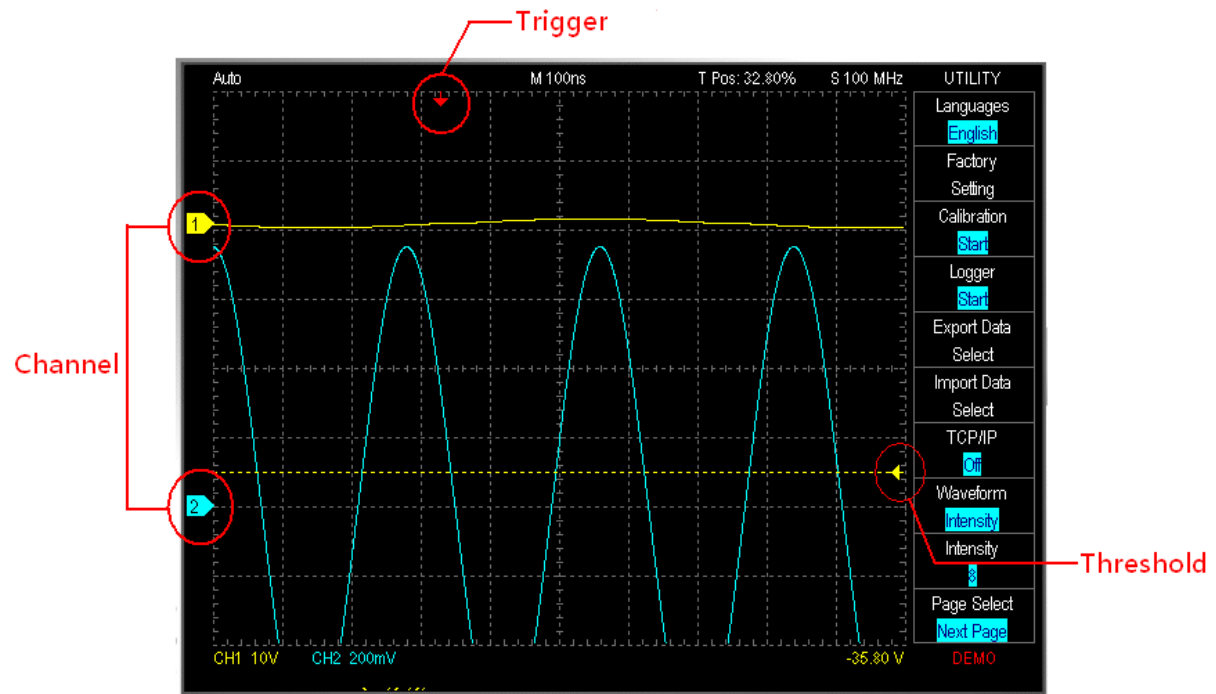 Trigger
Auto M 100ns T Pos: 32.80% S 100 MHz UTILITY
Languages
English
Factory
Setting
1
Calibration
Start
Logger
Start
Export Data
Select
Channel
Import Data
Select
TCP/IP
Off
2
Waveform
Intensity
Intensity
8
Threshold
Page Select
Next Page
CH1 10V CH2 200mV -35.80 V DEMO